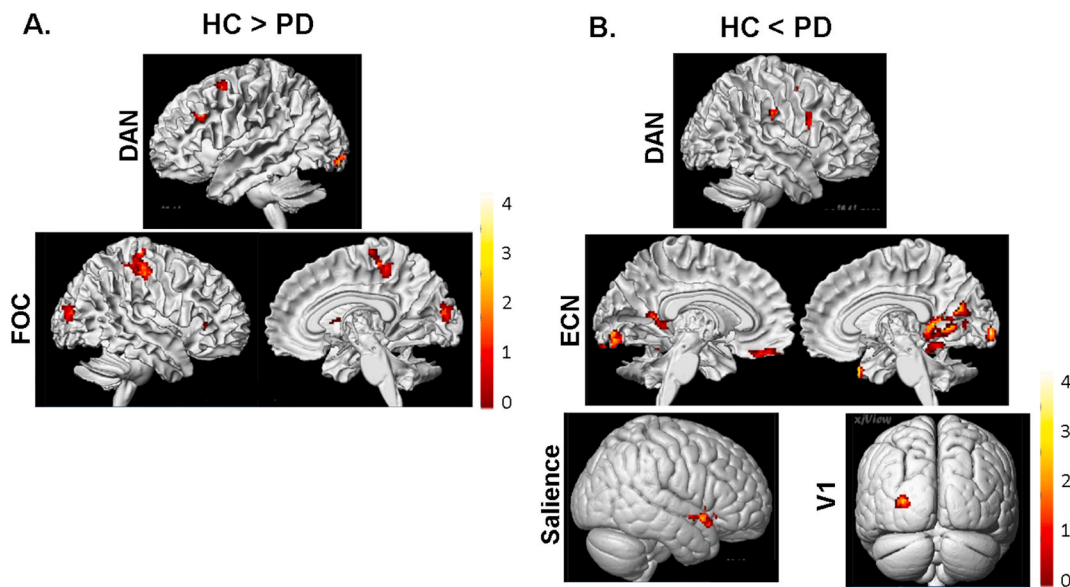 A.
HC > PD
DAN
FOC
4
3
2
1
0
B.
HC < PD
DAN
ECN
Salience
xjView
V1
4
3
2
1
0